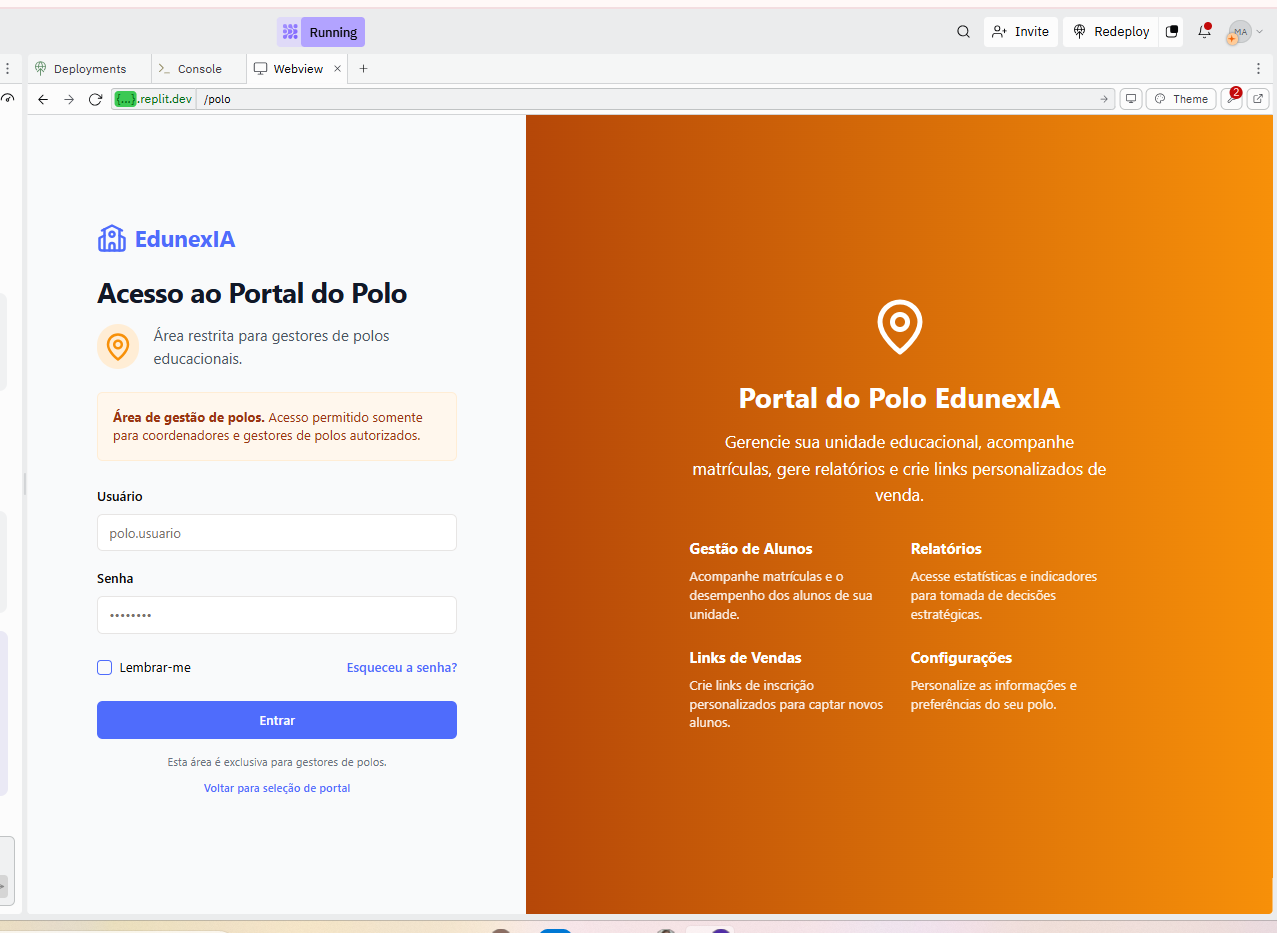 Running
Invite
Redeploy
MA
Deployments
Console
Webview
{...}.replit.dev
/polo
Theme
2
EdunexIA
Acesso ao Portal do Polo
Área restrita para gestores de polos
educacionais.
Área de gestão de polos. Acesso permitido somente
para coordenadores e gestores de polos autorizados.
Usuário
polo.usuario
Senha
••••••••
Lembrar-me
Esqueceu a senha?
Entrar
Esta área é exclusiva para gestores de polos.
Voltar para seleção de portal
Portal do Polo EdunexIA
Gerencie sua unidade educacional, acompanhe
matrículas, gere relatórios e crie links personalizados de
venda.
Gestão de Alunos
Acompanhe matrículas e o
desempenho dos alunos de sua
unidade.
Relatórios
Acesse estatísticas e indicadores
para tomada de decisões
estratégicas.
Links de Vendas
Crie links de inscrição
personalizados para captar novos
alunos.
Configurações
Personalize as informações e
preferências do seu polo.